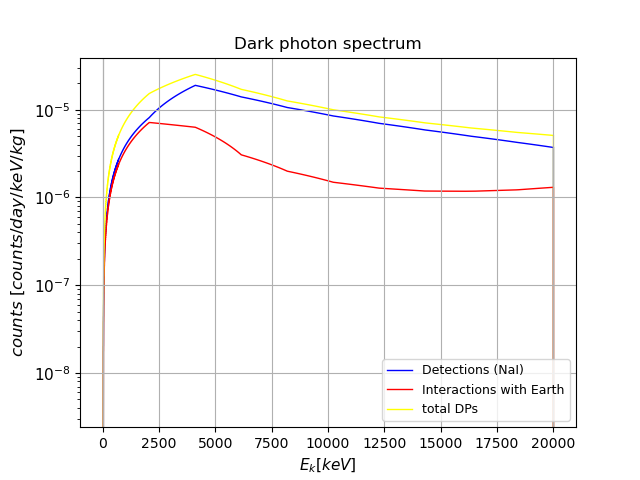 Dark photon spectrum
counts [counts/day/keV/kg]
10⁻⁵
10⁻⁶
10⁻⁷
10⁻⁸
Detections (NaI)
Interactions with Earth
total DPs
0 2500 5000 7500 10000 12500 15000 17500 20000
E_k[keV]